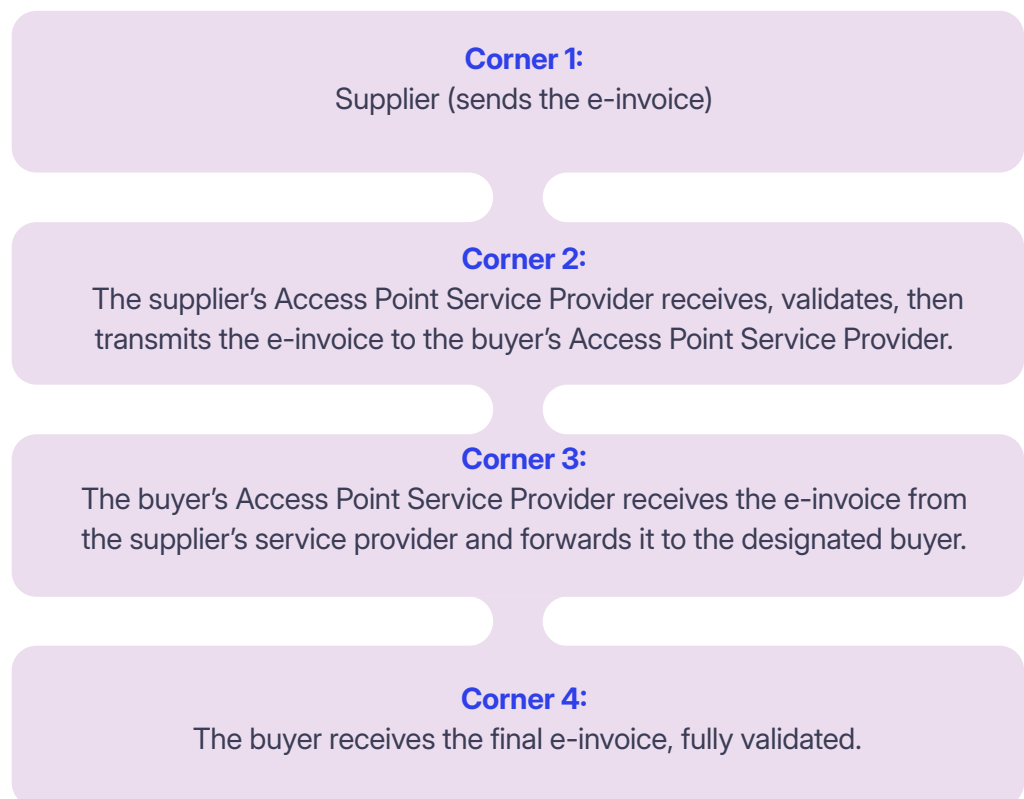 Corner 1:
Supplier (sends the e-invoice)
Corner 2:
The supplier’s Access Point Service Provider receives, validates, then
transmits the e-invoice to the buyer’s Access Point Service Provider.
Corner 3:
The buyer’s Access Point Service Provider receives the e-invoice from
the supplier’s service provider and forwards it to the designated buyer.
Corner 4:
The buyer receives the final e-invoice, fully validated.